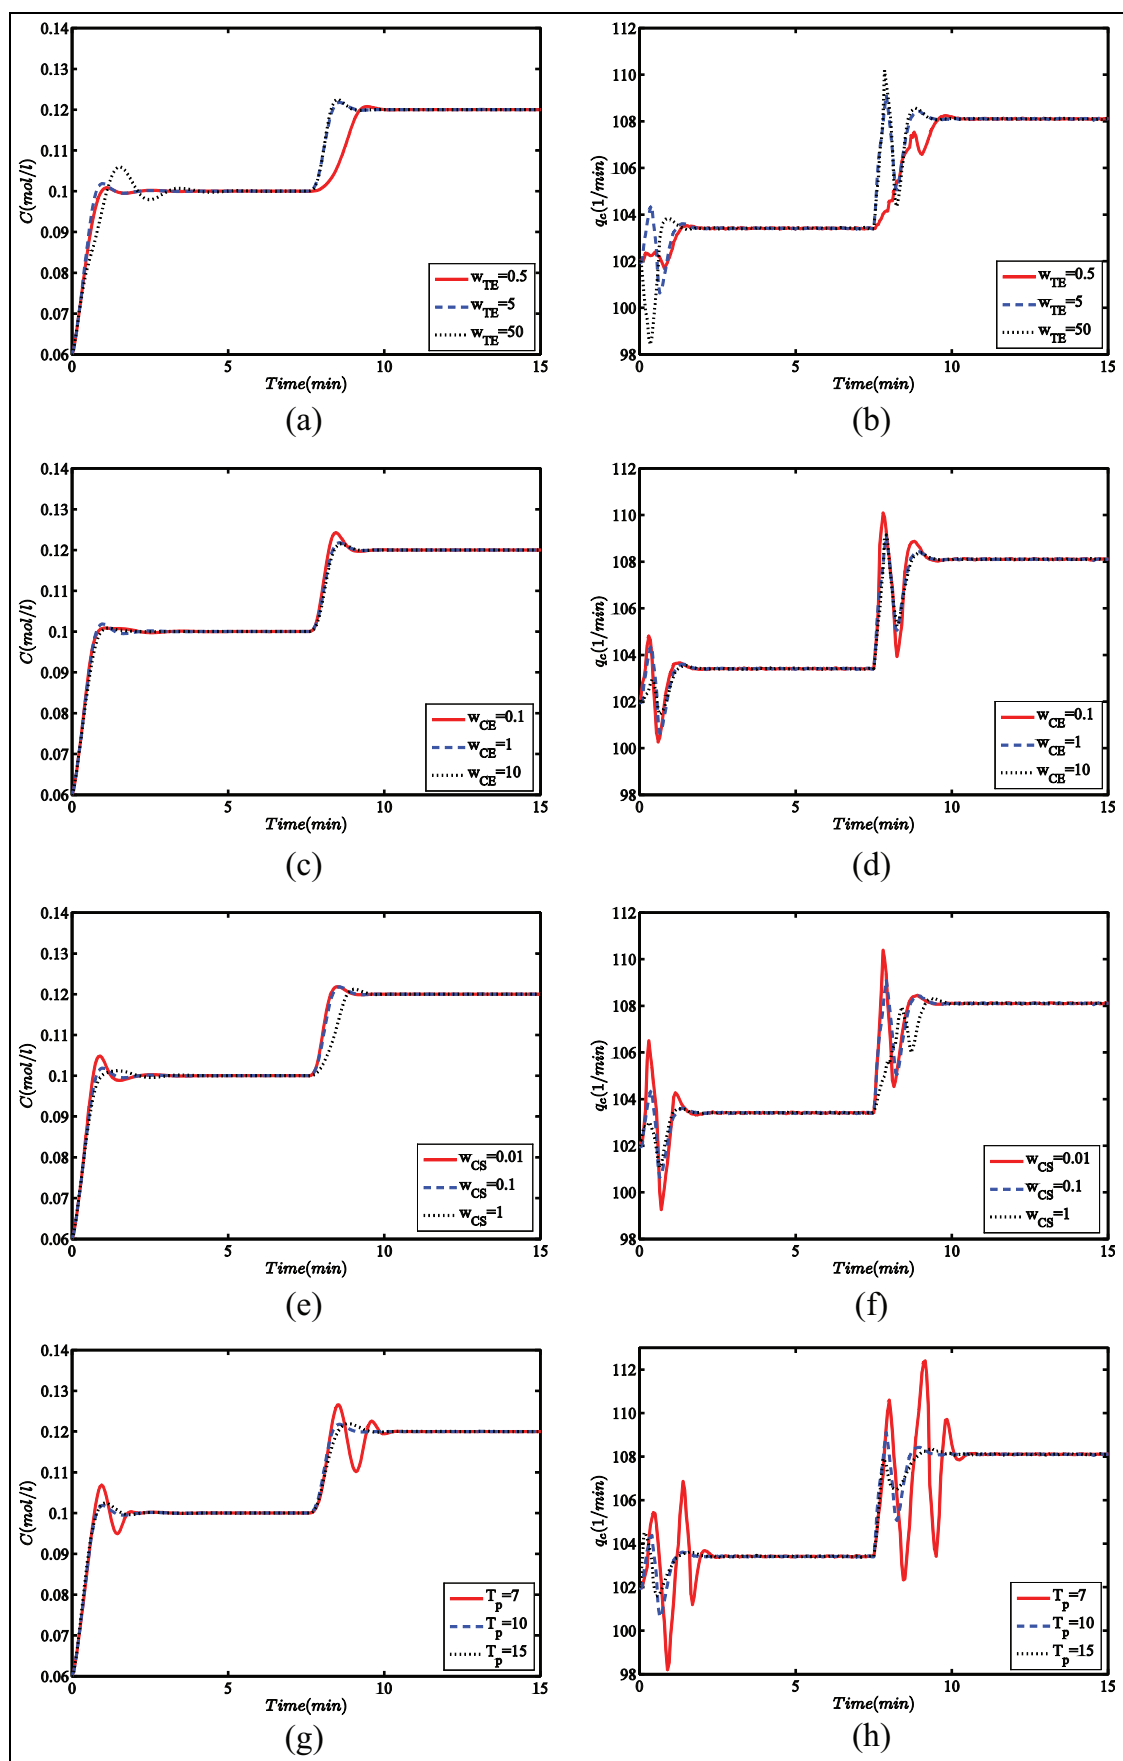 0.14
0.13
0.12
0.11
0.1
0.09
0.08
0.07
0.06
C(mol/l)
0 5 10 15
Time(min)
w_TE=0.5
w_TE=5
w_TE=50
(a)
110
108
106
104
102
100
98
q_c(1/min)
0 5 10 15
Time(min)
w_TE=0.5
w_TE=5
w_TE=50
(b)
0.14
0.13
0.12
0.11
0.1
0.09
0.08
0.07
0.06
C(mol/l)
0 5 10 15
Time(min)
w_CE=0.1
w_CE=1
w_CE=10
(c)
112
110
108
106
104
102
100
98
q_c(1/min)
0 5 10 15
Time(min)
w_CE=0.1
w_CE=1
w_CE=10
(d)
0.14
0.13
0.12
0.11
0.1
0.09
0.08
0.07
0.06
C(mol/l)
0 5 10 15
Time(min)
w_CS=0.01
w_CS=0.1
w_CS=1
(e)
112
110
108
106
104
102
100
98
q_c(1/min)
0 5 10 15
Time(min)
w_CS=0.01
w_CS=0.1
w_CS=1
(f)
0.14
0.13
0.12
0.11
0.1
0.09
0.08
0.07
0.06
C(mol/l)
0 5 10 15
Time(min)
T_p=7
T_p=10
T_p=15
(g)
112
110
108
106
104
102
100
98
q_c(1/min)
0 5 10 15
Time(min)
T_p=7
T_p=10
T_p=15
(h)